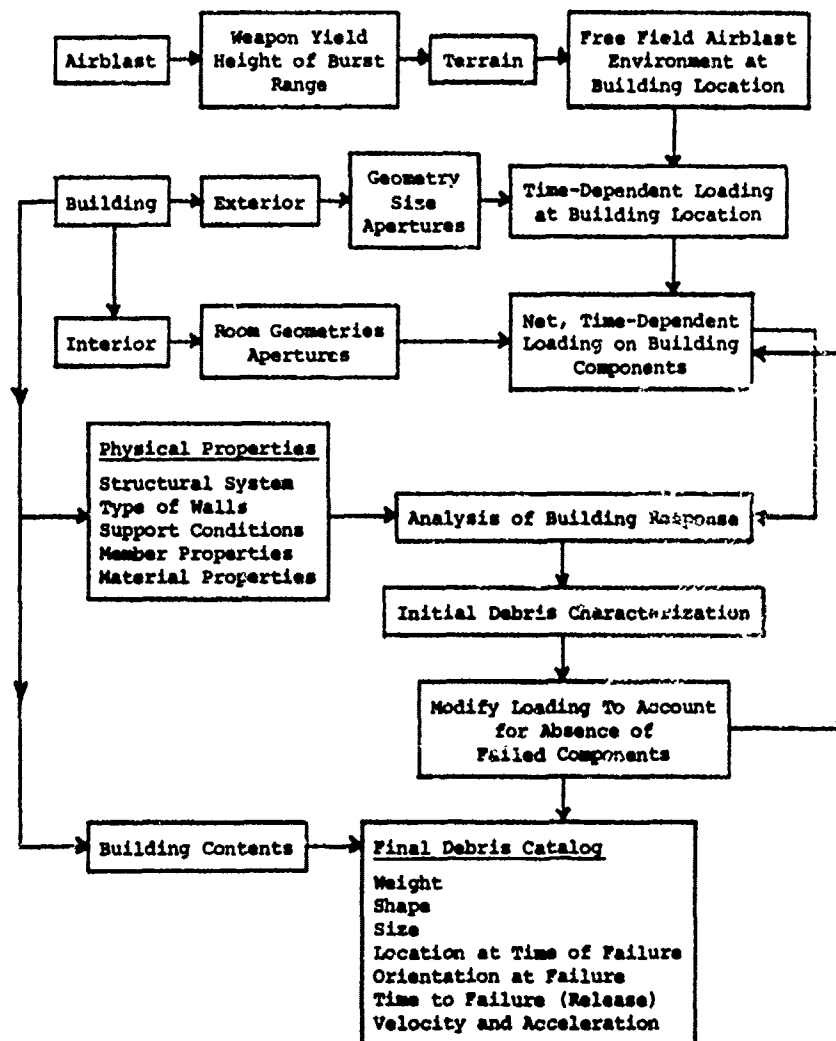 Airblast
Weapon Yield
Height of Burst
Range
Terrain
Free Field Airblast
Environment at
Building Location
Building
Exterior
Geometry
Size
Apertures
Time-Dependent Loading
at Building Location
Interior
Room Geometries
Apertures
Net, Time-Dependent
Loading on Building
Components
Physical Properties
Structural System
Type of Walls
Support Conditions
Member Properties
Material Properties
Analysis of Building Response
Initial Debris Characterization
Modify Loading To Account
for Absence of
Failed Components
Building Contents
Final Debris Catalog
Weight
Shape
Size
Location at Time of Failure
Orientation at Failure
Time to Failure (Release)
Velocity and Acceleration